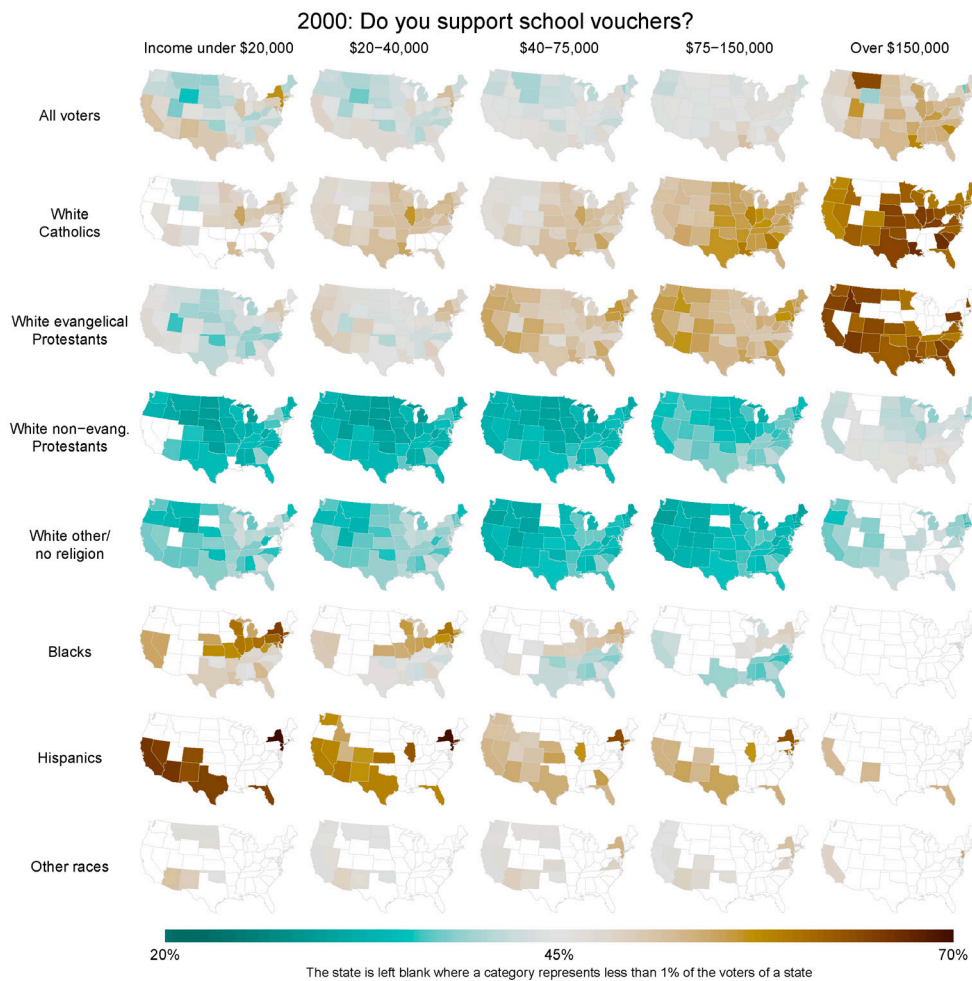 2000: Do you support school vouchers?
Income under $20,000 $20−40,000 $40−75,000 $75−150,000 Over $150,000
All voters
White
Catholics
White evangelical
Protestants
White non−evang.
Protestants
White other/
no religion
Blacks
Hispanics
Other races
20% 45% 70%
The state is left blank where a category represents less than 1% of the voters of a state